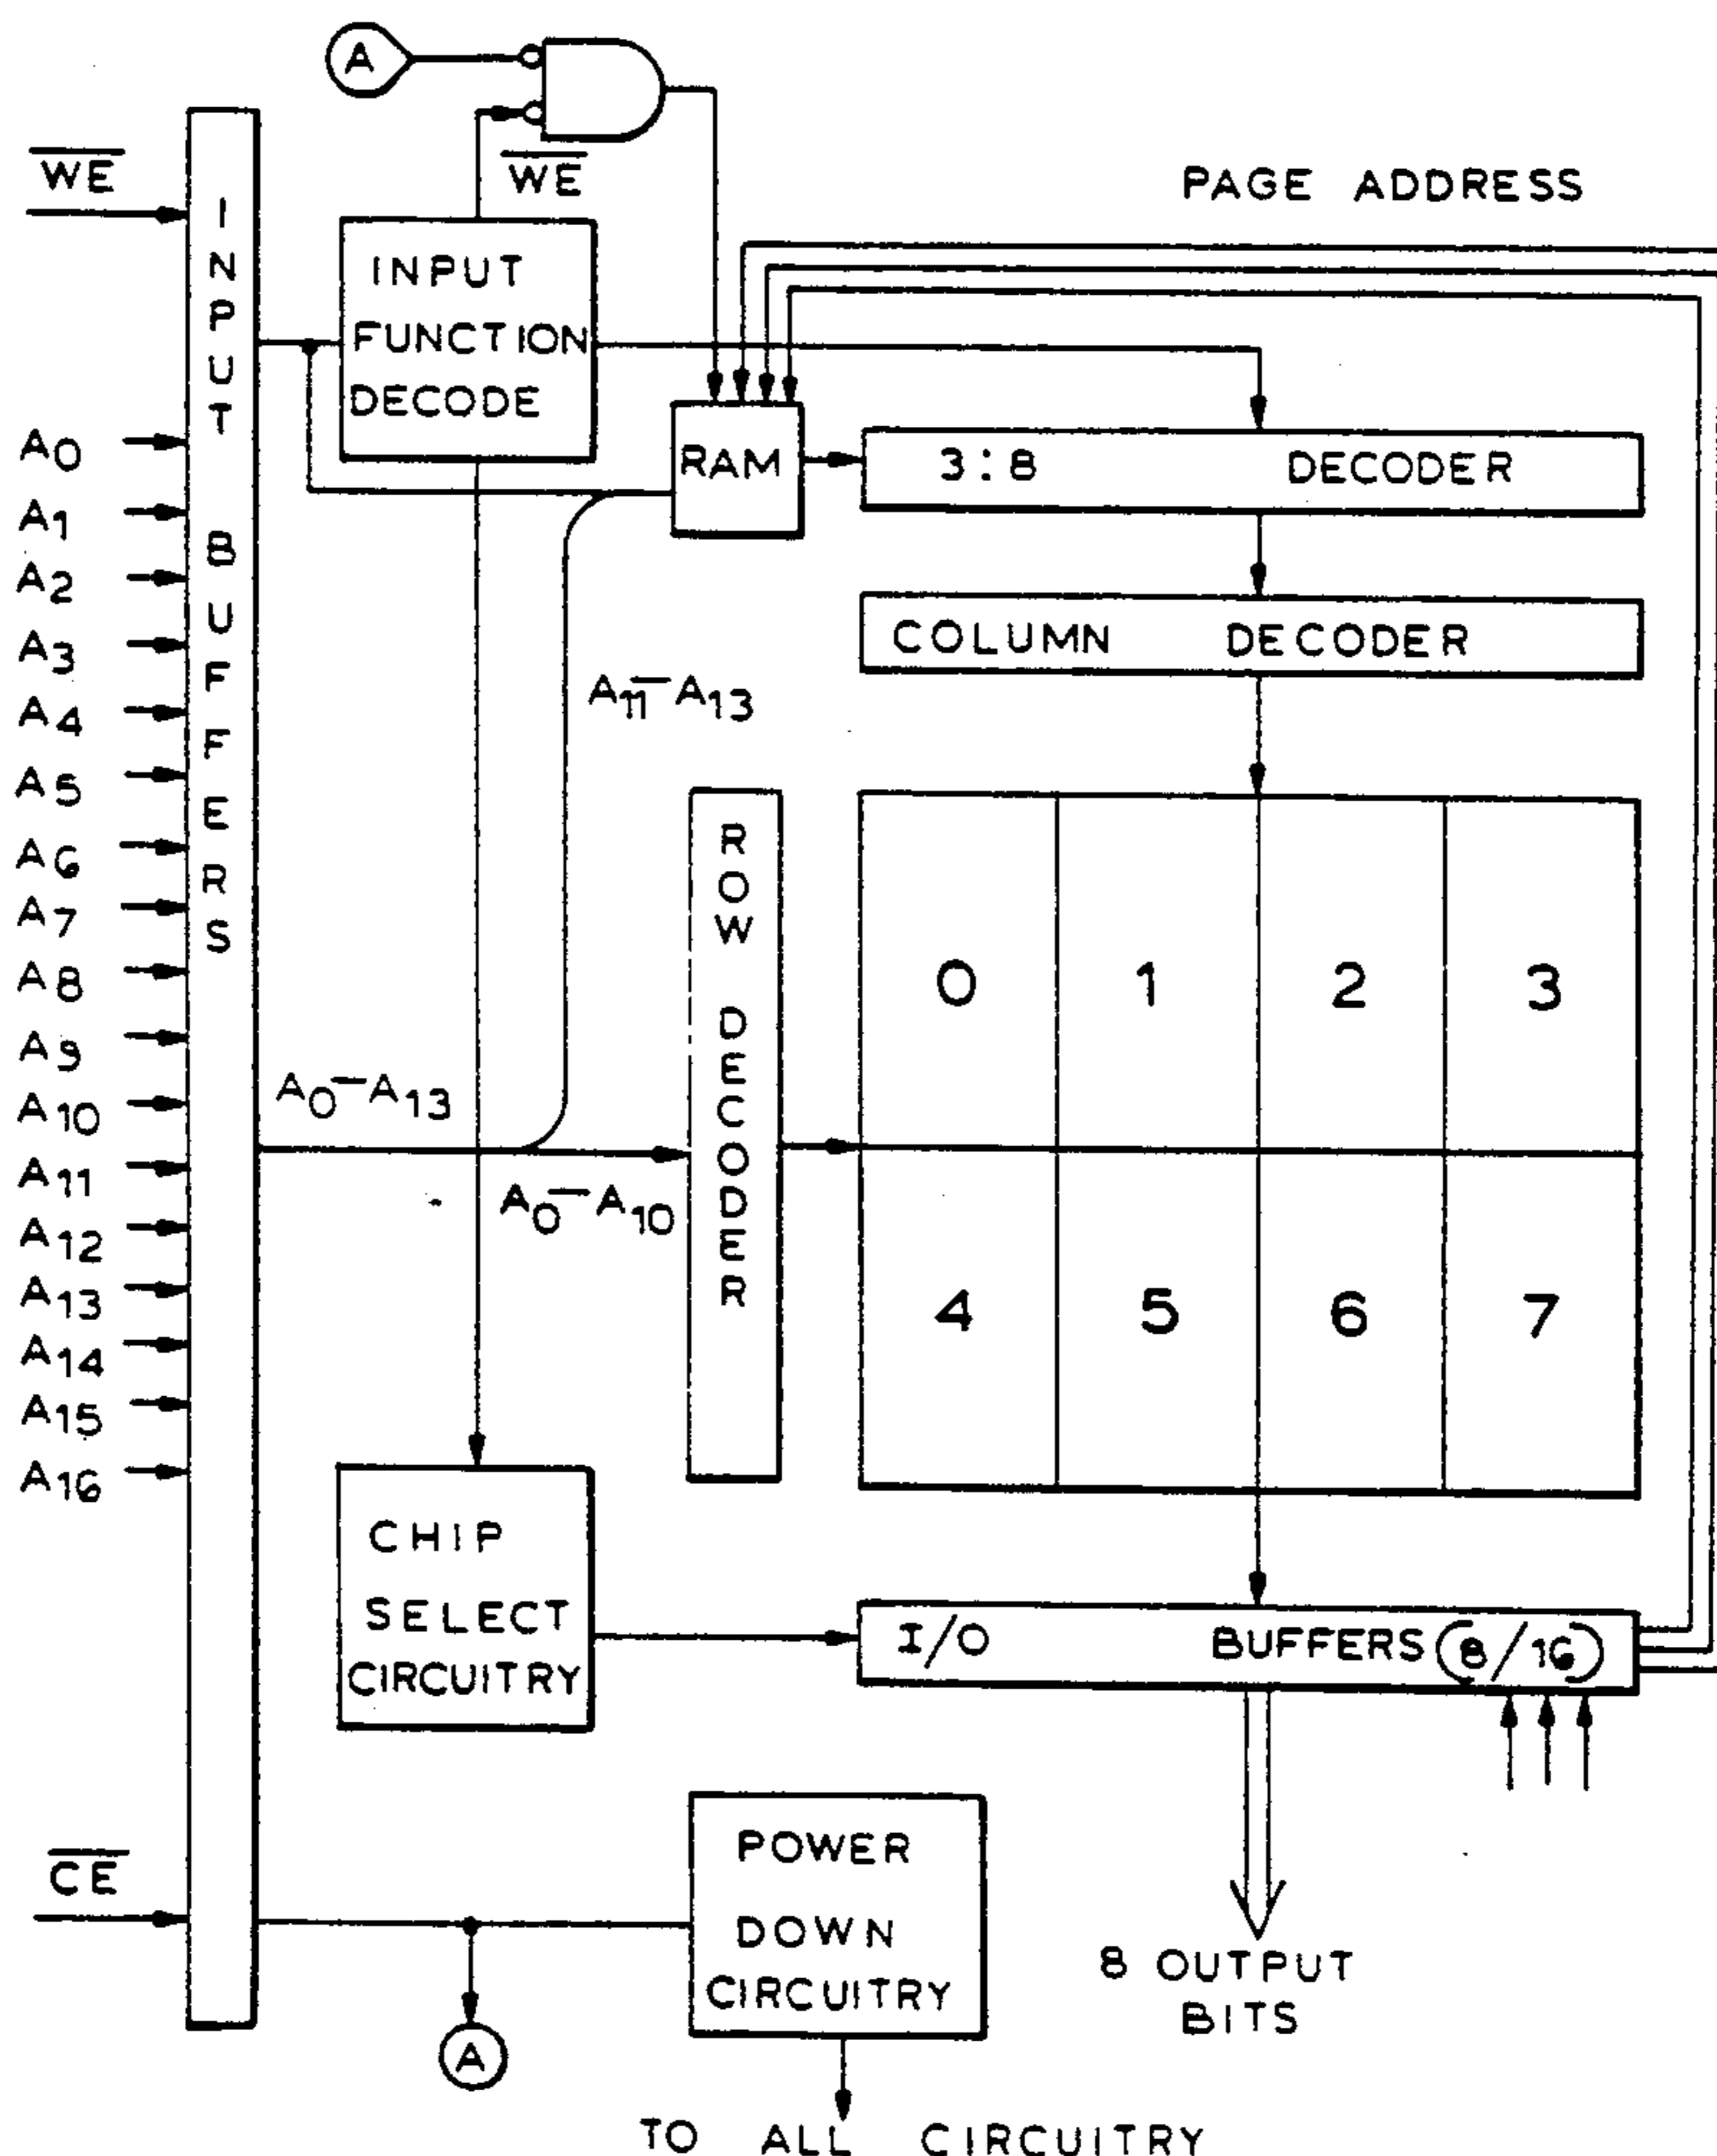 A
WE
WE
PAGE ADDRESS
INPUT BUFFERS
INPUT
FUNCTION
DECODE
RAM
3:8 DECODER
COLUMN DECODER
A0
A1
A2
A3
A4
A5
A6
A7
A8
A9
A10
A11
A12
A13
A14
A15
A16
A11-A13
A0-A13
A0-A10
ROW DECODER
0 1 2 3
4 5 6 7
CHIP
SELECT
CIRCUITRY
I/O BUFFERS (8/16)
CE
POWER
DOWN
CIRCUITRY
8 OUTPUT
BITS
A
TO ALL CIRCUITRY